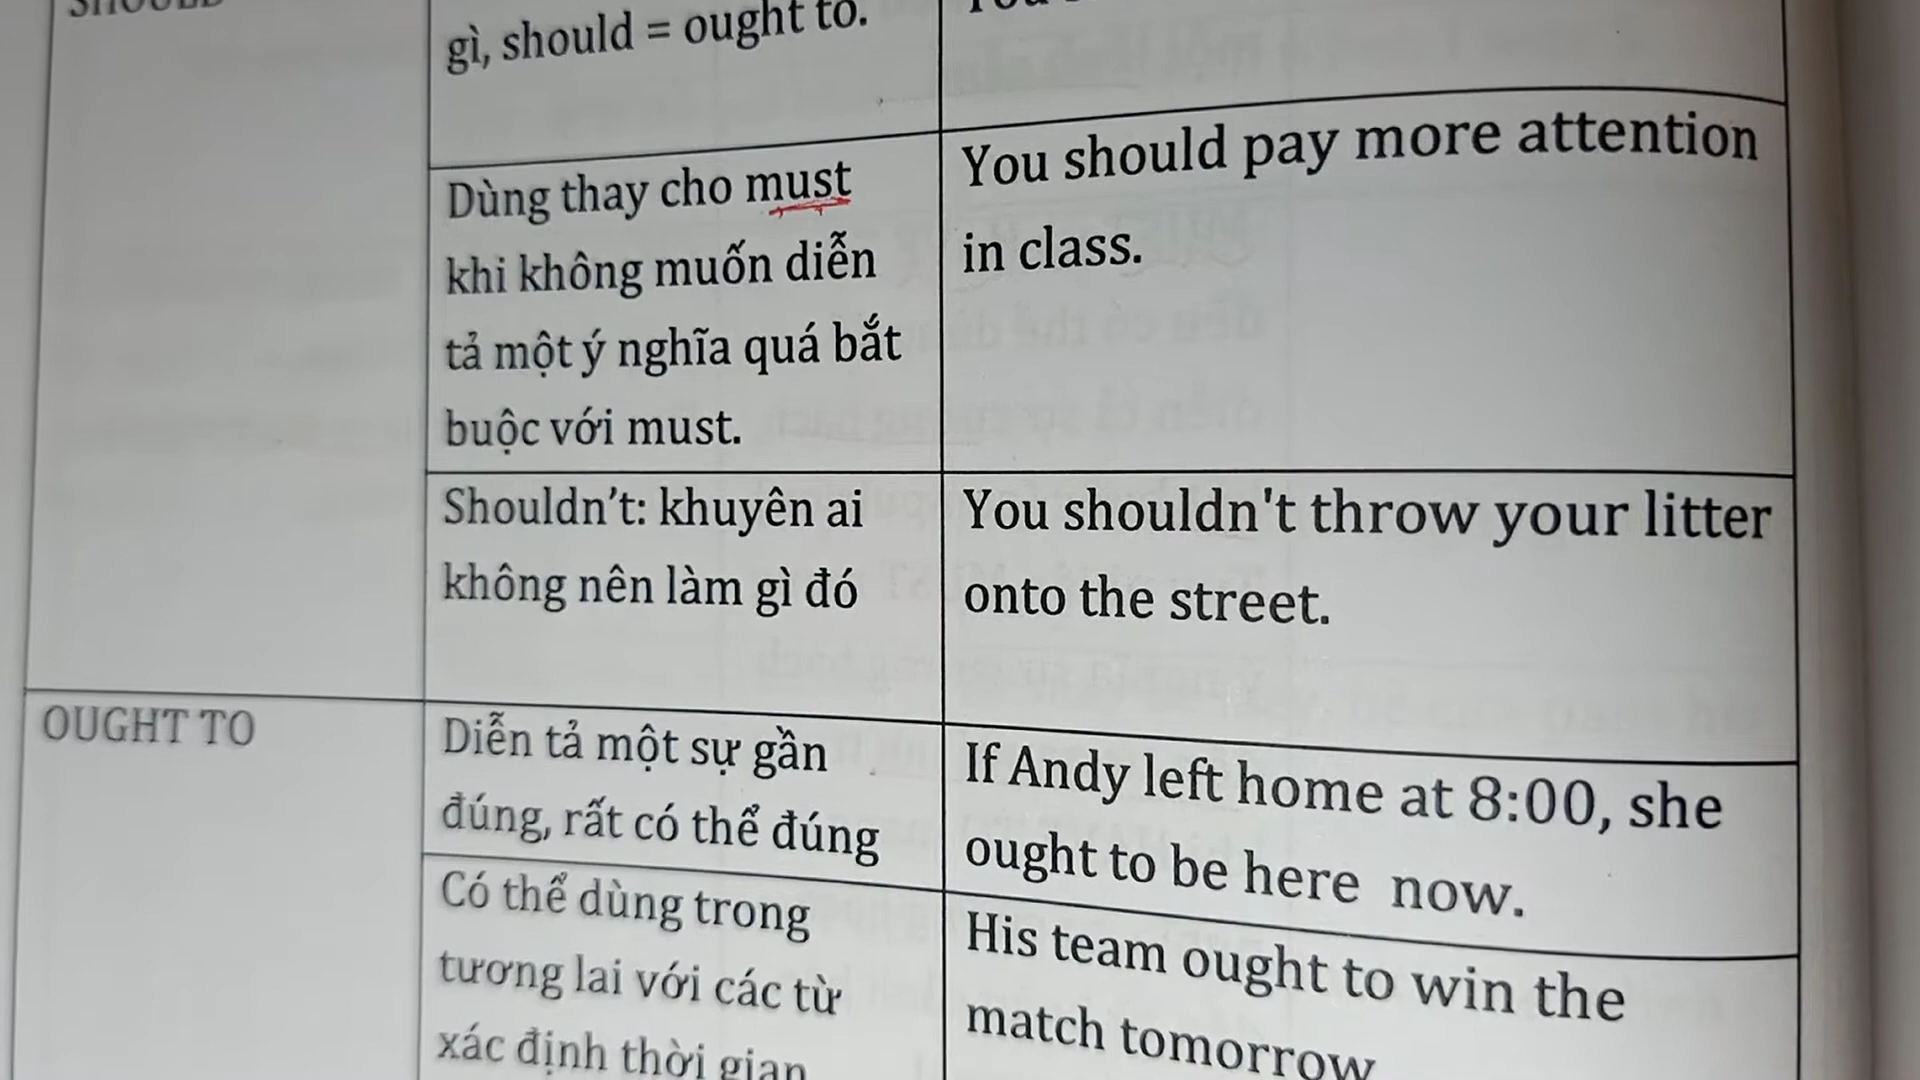 SHOULD
gì, should = ought to.
Dùng thay cho must
khi không muốn diễn
tả một ý nghĩa quá bắt
buộc với must.
You should pay more attention
in class.
Shouldn't: khuyên ai
không nên làm gì đó
You shouldn't throw your litter
onto the street.
OUGHT TO
Diễn tả một sự gần
đúng, rất có thể đúng
If Andy left home at 8:00, she
ought to be here now.
Có thể dùng trong
tương lai với các từ
xác định thời gian
His team ought to win the
match tomorrow